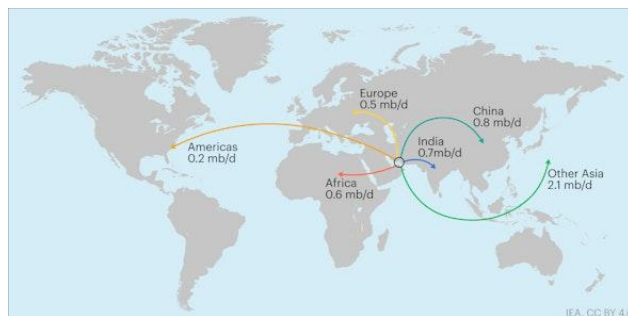 Europe
0.5 mb/d
China
0.8 mb/d
Americas
0.2 mb/d
India
0.7mb/d
Africa
0.6 mb/d
Other Asia
2.1 mb/d
IEA. CC BY 4.